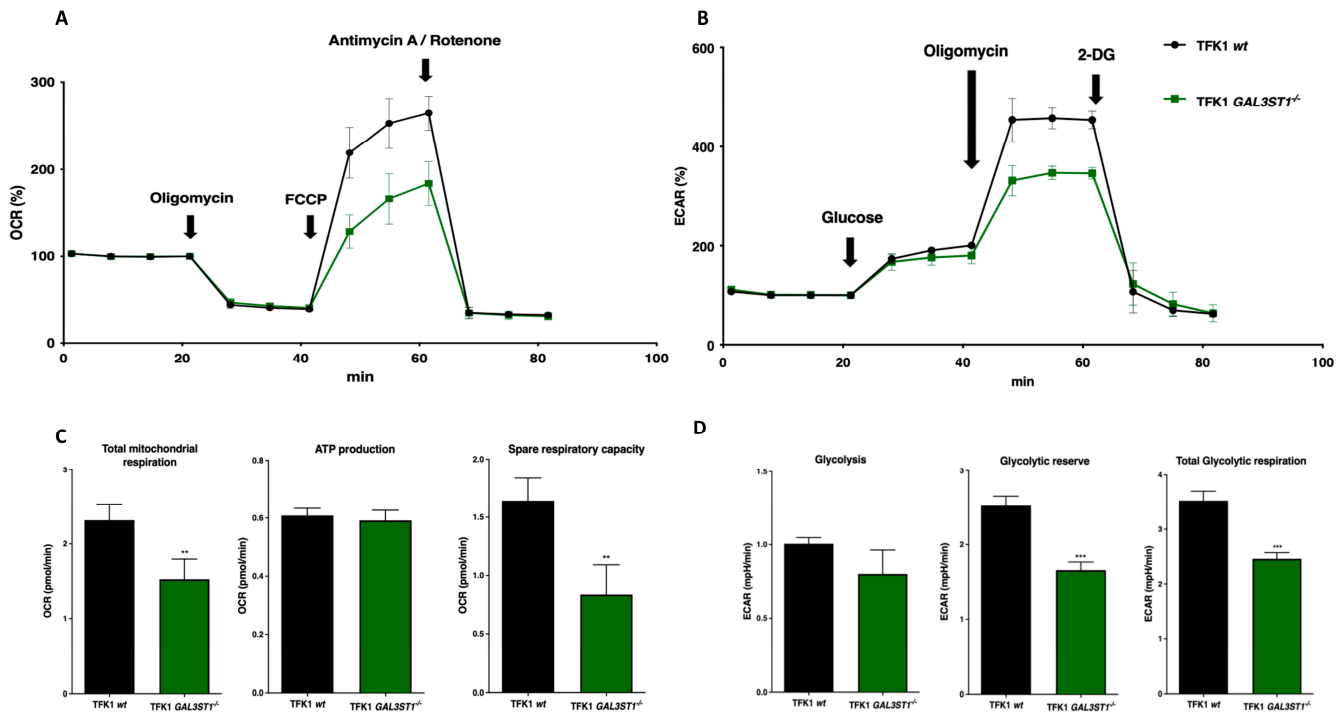 A
Antimycin A / Rotenone
Oligomycin
FCCP
OCR (%)
300
200
100
0
0 20 40 60 80 100
min
B
Oligomycin
2-DG
Glucose
TFK1 wt
TFK1 GAL3ST1-/-
ECAR (%)
600
400
200
0
0 20 40 60 80 100
min
C
Total mitochondrial
respiration
OCR (pmol/min)
3
2
1
0
**
TFK1 wt TFK1 GAL3ST1-/-
ATP production
OCR (pmol/min)
0.8
0.6
0.4
0.2
0.0
TFK1 wt TFK1 GAL3ST1-/-
Spare respiratory capacity
OCR (pmol/min)
2.0
1.5
1.0
0.5
0.0
**
TFK1 wt TFK1 GAL3ST1-/-
D
Glycolysis
ECAR (mpH/min)
1.5
1.0
0.5
0.0
TFK1 wt TFK1 GAL3ST1-/-
Glycolytic reserve
ECAR (mpH/min)
3
2
1
0
***
TFK1 wt TFK1 GAL3ST1-/-
Total Glycolytic respiration
ECAR (mpH/min)
4
3
2
1
0
***
TFK1 wt TFK1 GAL3ST1-/-